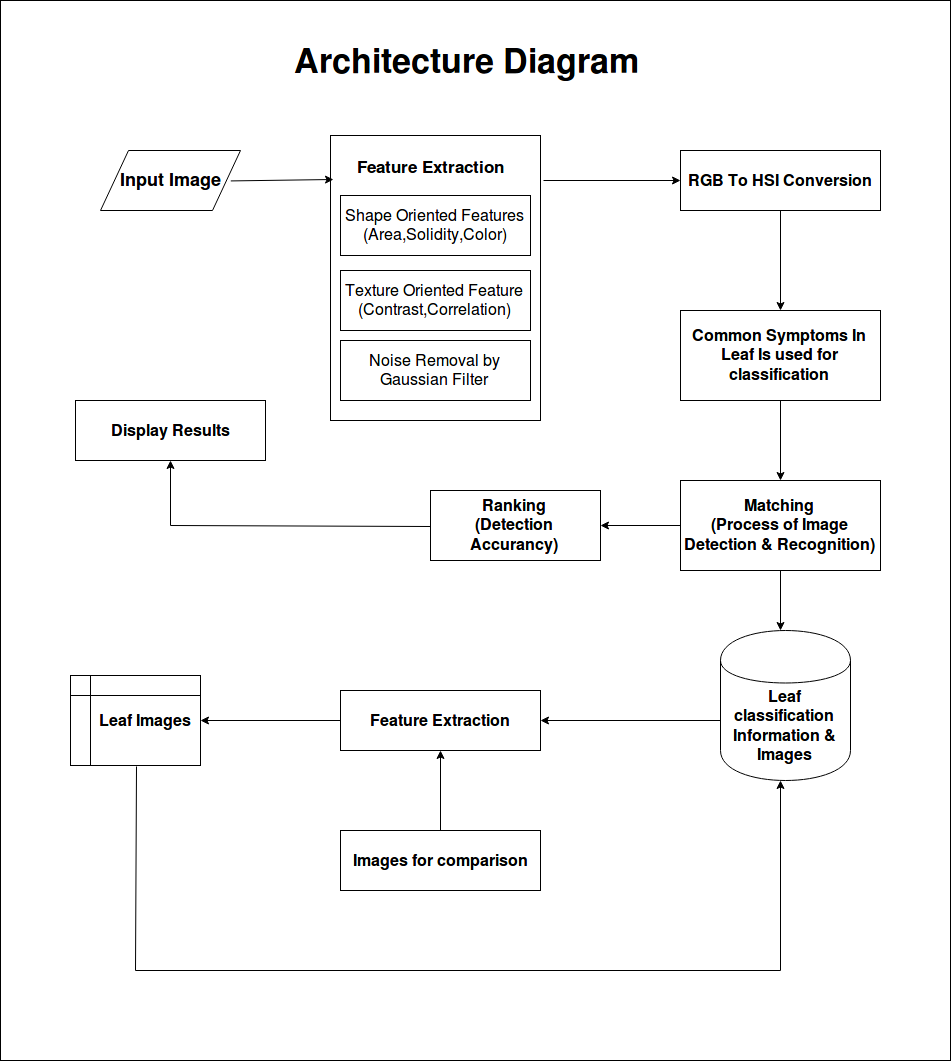 Architecture Diagram
Input Image
Feature Extraction
Shape Oriented Features
(Area,Solidity,Color)
Texture Oriented Feature
(Contrast,Correlation)
Noise Removal by
Gaussian Filter
RGB To HSI Conversion
Common Symptoms In
Leaf Is used for
classification
Display Results
Ranking
(Detection
Accurancy)
Matching
(Process of Image
Detection & Recognition)
Leaf Images
Feature Extraction
Leaf
classification
Information &
Images
Images for comparison